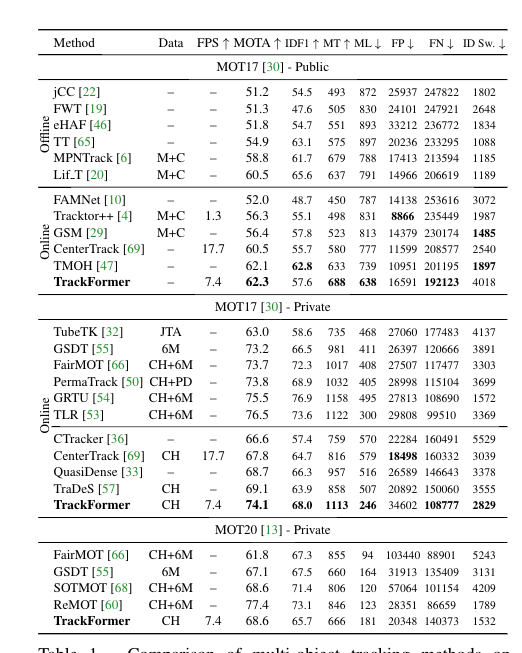 Method Data FPS ↑ MOTA ↑ IDF1 ↑ MT ↑ ML ↓ FP ↓ FN ↓ ID Sw. ↓
MOT17 [30] - Public
Offline
jCC [22] – – 51.2 54.5 493 872 25937 247822 1802
FWT [19] – – 51.3 47.6 505 830 24101 247921 2648
eHAF [46] – – 51.8 54.7 551 893 33212 236772 1834
TT [65] – – 54.9 63.1 575 897 20236 233295 1088
MPNTrack [6] M+C – 58.8 61.7 679 788 17413 213594 1185
Lif_T [20] M+C – 60.5 65.6 637 791 14966 206619 1189
Online
FAMNet [10] – – 52.0 48.7 450 787 14138 253616 3072
Tracktor++ [4] M+C 1.3 56.3 55.1 498 831 8866 235449 1987
GSM [29] M+C – 56.4 57.8 523 813 14379 230174 1485
CenterTrack [69] – 17.7 60.5 55.7 580 777 11599 208577 2540
TMOH [47] – – 62.1 62.8 633 739 10951 201195 1897
TrackFormer – 7.4 62.3 57.6 688 638 16591 192123 4018
MOT17 [30] - Private
Online
TubeTK [32] JTA – 63.0 58.6 735 468 27060 177483 4137
GSDT [55] 6M – 73.2 66.5 981 411 26397 120666 3891
FairMOT [66] CH+6M – 73.7 72.3 1017 408 27507 117477 3303
PermaTrack [50] CH+PD – 73.8 68.9 1032 405 28998 115104 3699
GRTU [54] CH+6M – 75.5 76.9 1158 495 27813 108690 1572
TLR [53] CH+6M – 76.5 73.6 1122 300 29808 99510 3369
CTracker [36] – – 66.6 57.4 759 570 22284 160491 5529
CenterTrack [69] CH 17.7 67.8 64.7 816 579 18498 160332 3039
QuasiDense [33] – – 68.7 66.3 957 516 26589 146643 3378
TraDeS [57] CH – 69.1 63.9 858 507 20892 150060 3555
TrackFormer CH 7.4 74.1 68.0 1113 246 34602 108777 2829
MOT20 [13] - Private
FairMOT [66] CH+6M – 61.8 67.3 855 94 103440 88901 5243
GSDT [55] 6M – 67.1 67.5 660 164 31913 135409 3131
SOTMOT [68] CH+6M – 68.6 71.4 806 120 57064 101154 4209
ReMOT [60] CH+6M – 77.4 73.1 846 123 28351 86659 1789
TrackFormer CH 7.4 68.6 65.7 666 181 20348 140373 1532
Table 1. Comparison of multi-object tracking methods on